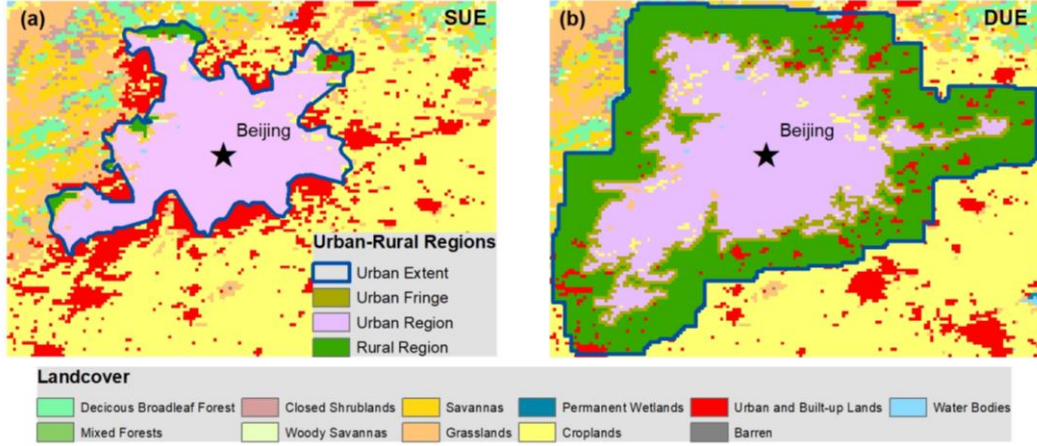 (a) SUE
Beijing
Urban-Rural Regions
Urban Extent
Urban Fringe
Urban Region
Rural Region
(b) DUE
Beijing
Landcover
Decicous Broadleaf Forest Closed Shrublands Savannas Permanent Wetlands Urban and Built-up Lands Water Bodies
Mixed Forests Woody Savannas Grasslands Croplands Barren